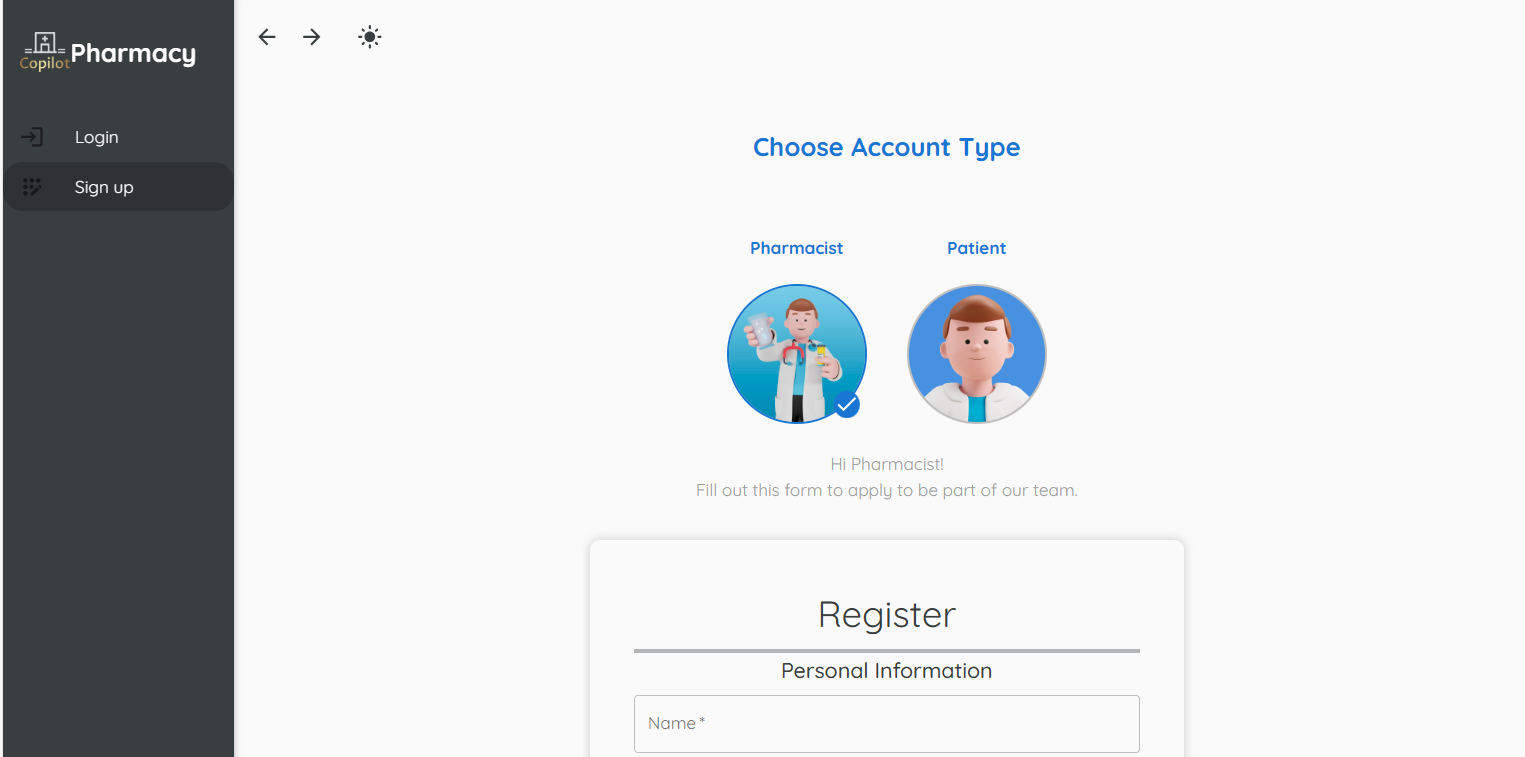 Copilot Pharmacy
Login
Sign up
Choose Account Type
Pharmacist
Patient
Hi Pharmacist!
Fill out this form to apply to be part of our team.
Register
Personal Information
Name *